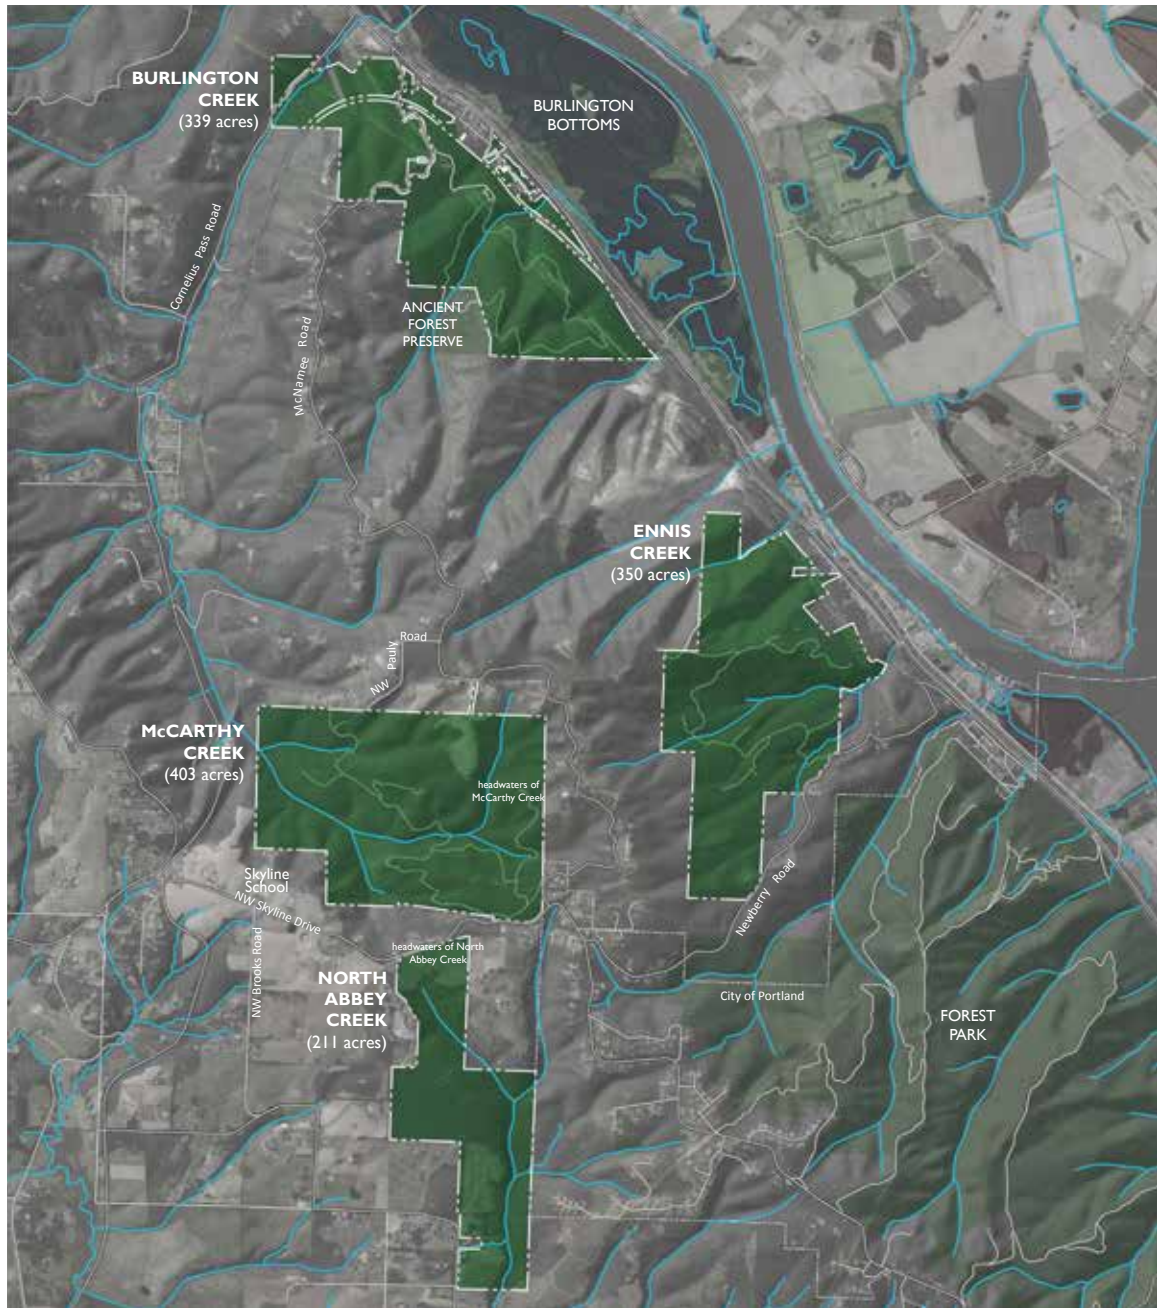 BURLINGTON
CREEK
(339 acres)
BURLINGTON
BOTTOMS
Cornelius Pass Road
McNamee Road
ANCIENT
FOREST
PRESERVE
ENNIS
CREEK
(350 acres)
NW Pauly Road
McCARTHY
CREEK
(403 acres)
headwaters of
McCarthy Creek
Skyline
School
NW Skyline Drive
Newberry Road
NW Brooks Road
headwaters of North
Abbey Creek
NORTH
ABBEY
CREEK
(211 acres)
City of Portland
FOREST
PARK